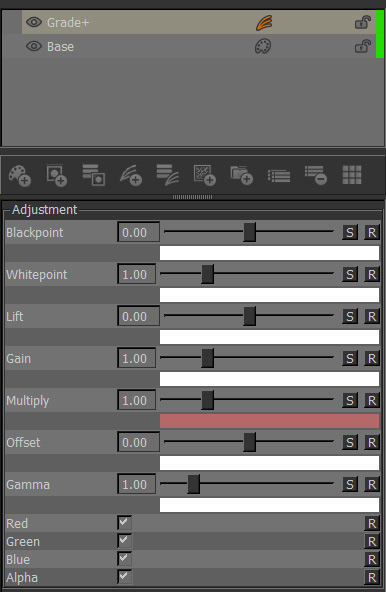 Grade+
Base
Adjustment
Blackpoint 0.00 S R
Whitepoint 1.00 S R
Lift 0.00 S R
Gain 1.00 S R
Multiply 1.00 S R
Offset 0.00 S R
Gamma 1.00 S R
Red R
Green R
Blue R
Alpha R